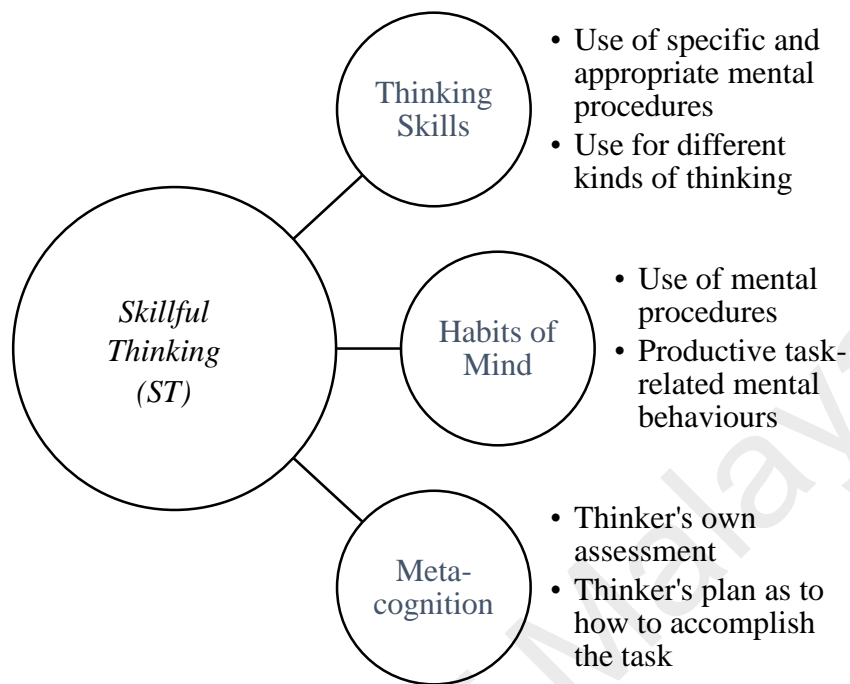 Skillful
Thinking
(ST)
Thinking
Skills
• Use of specific and
appropriate mental
procedures
• Use for different
kinds of thinking
Habits of
Mind
• Use of mental
procedures
• Productive task-
related mental
behaviours
Meta-
cognition
• Thinker's own
assessment
• Thinker's plan as to
how to accomplish
the task
Malaya